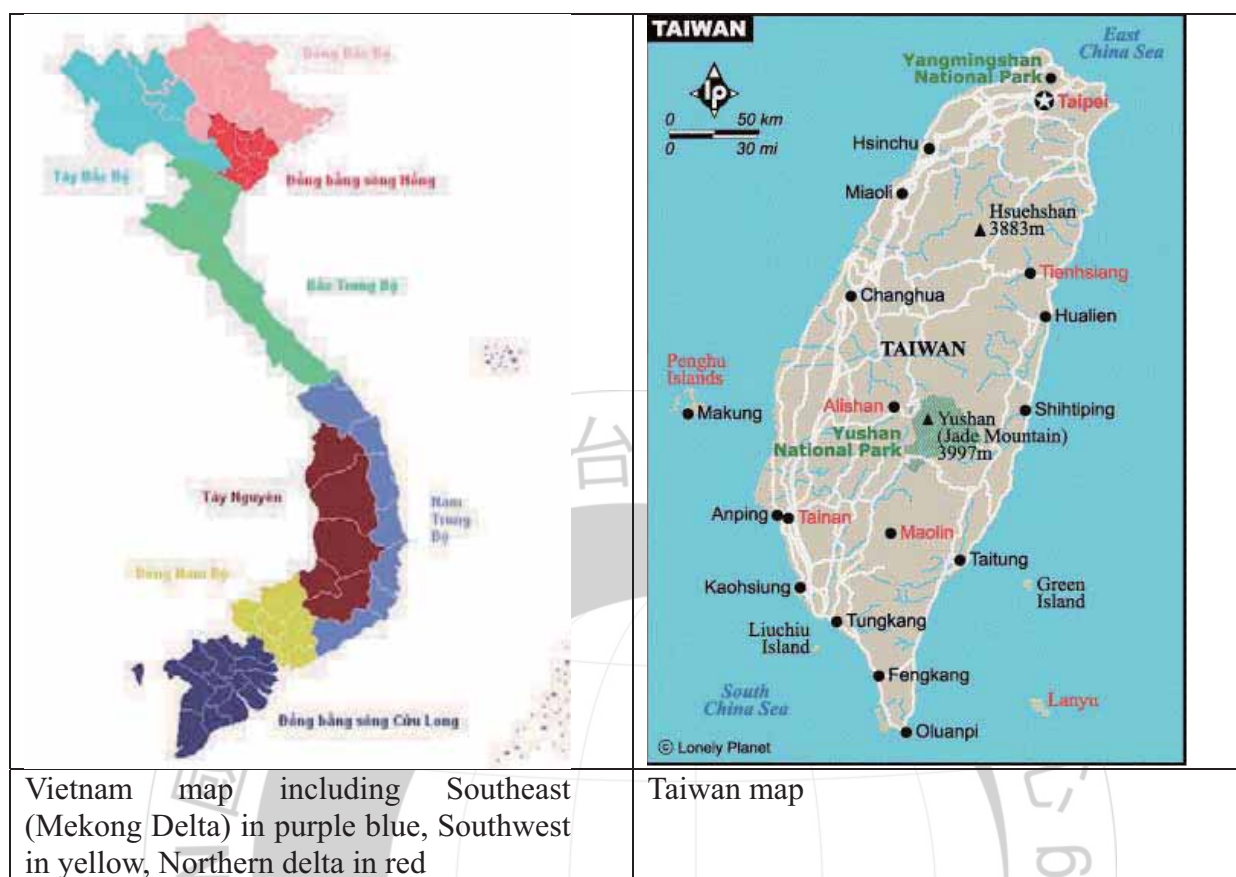 Đông Bắc Bộ
Tây Bắc Bộ
Đồng bằng sông Hồng
Bắc Trung Bộ
Tây Nguyên
Nam
Trung
Bộ
Đông Nam Bộ
Đồng bằng sông Cửu Long
TAIWAN
East
China Sea
Yangmingshan
National Park
lp
Taipei
0 50 km
0 30 mi
Hsinchu
Miaoli
Hsuehshan
3883m
Tienhsiang
Changhua
Hualien
TAIWAN
Penghu
Islands
Makung
Alishan
Shihtiping
Yushan
(Jade Mountain)
3997m
Yushan
National Park
Anping
Tainan
Maolin
Taitung
Kaohsiung
Green
Island
Tungkang
Liuchiu
Island
Fengkang
South
China Sea
Lanyu
Oluanpi
© Lonely Planet
Vietnam map including Southeast
(Mekong Delta) in purple blue, Southwest
in yellow, Northern delta in red
Taiwan map
台
心